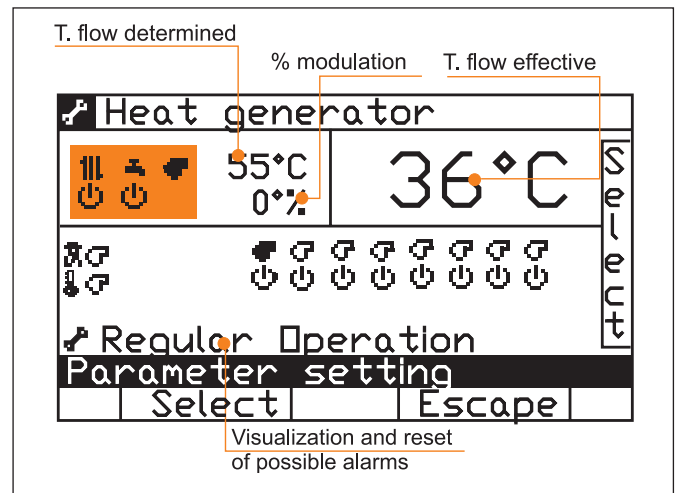 T. flow determined
% modulation
T. flow effective
Heat generator
55°C
0°%
36°C
Select
Regular Operation
Parameter setting
Select
Escape
Visualization and reset
of possible alarms